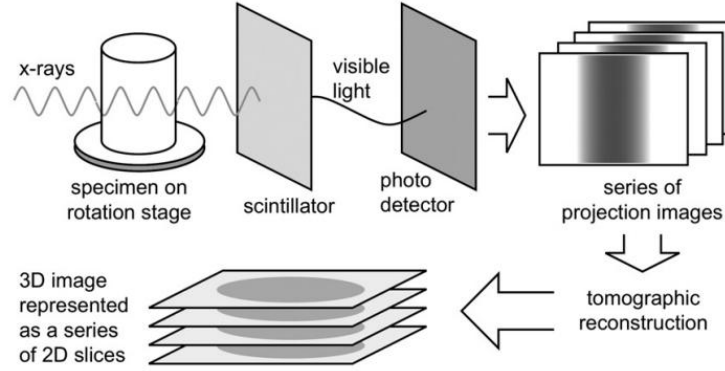 x-rays
specimen on
rotation stage
scintillator
visible
light
photo
detector
series of
projection images
tomographic
reconstruction
3D image
represented
as a series
of 2D slices